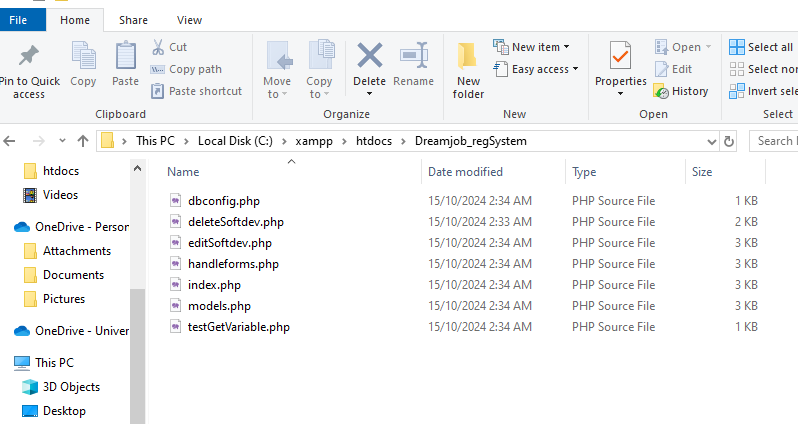 File Home Share View
Pin to Quick access
Copy
Paste
Cut
Copy path
Paste shortcut
Clipboard
Move to
Copy to
Delete
Rename
Organize
New folder
New item
Easy access
New
Properties
Open
Edit
History
Open
Select all
Select non
Invert selec
Select
This PC > Local Disk (C:) > xampp > htdocs > Dreamjob_regSystem
Search H
htdocs
Videos
OneDrive - Person
Attachments
Documents
Pictures
OneDrive - Univer
This PC
3D Objects
Desktop
Name Date modified Type Size
dbconfig.php 15/10/2024 2:34 AM PHP Source File 1 KB
deleteSoftdev.php 15/10/2024 2:33 AM PHP Source File 2 KB
editSoftdev.php 15/10/2024 2:34 AM PHP Source File 3 KB
handleforms.php 15/10/2024 2:34 AM PHP Source File 3 KB
index.php 15/10/2024 2:34 AM PHP Source File 3 KB
models.php 15/10/2024 2:34 AM PHP Source File 3 KB
testGetVariable.php 15/10/2024 2:34 AM PHP Source File 1 KB